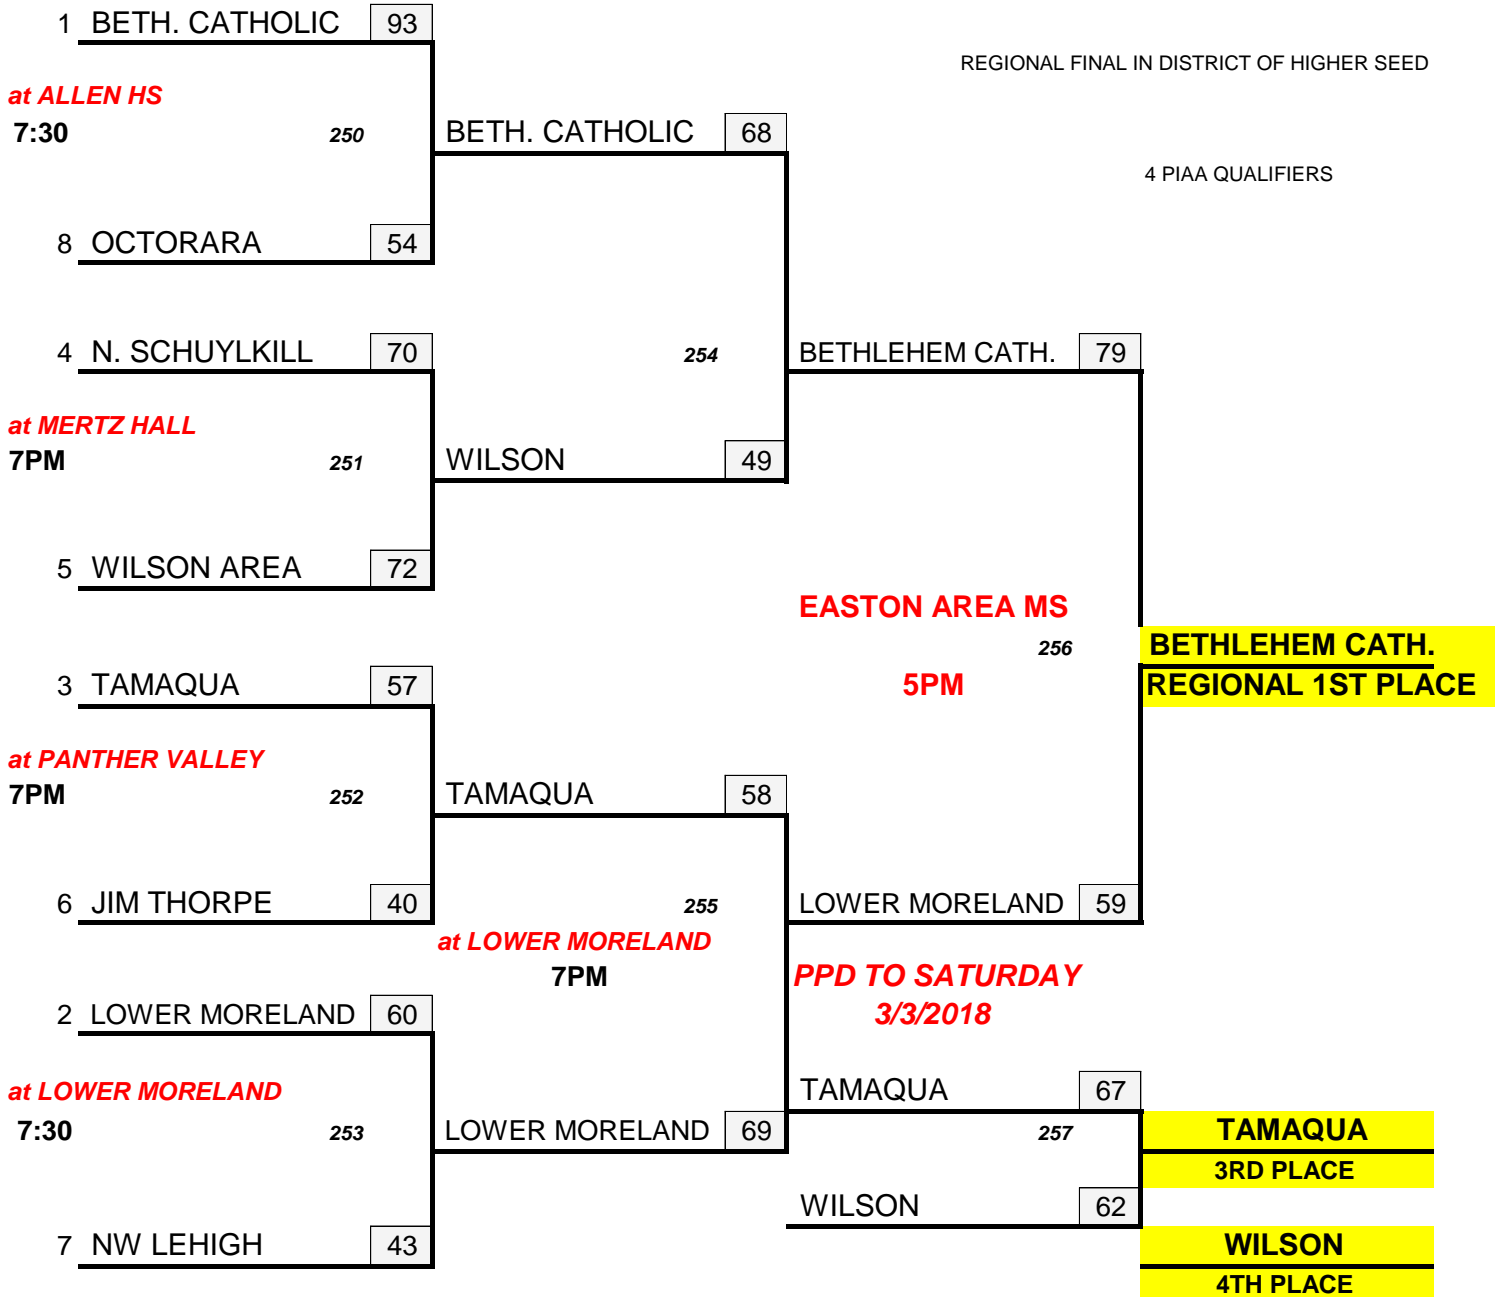 1 BETH. CATHOLIC 93
REGIONAL FINAL IN DISTRICT OF HIGHER SEED
at ALLEN HS
7:30 250 BETH. CATHOLIC 68
4 PIAA QUALIFIERS
8 OCTORARA 54
4 N. SCHUYLKILL 70 254 BETHLEHEM CATH. 79
at MERTZ HALL
7PM 251 WILSON 49
5 WILSON AREA 72
EASTON AREA MS
256 BETHLEHEM CATH.
3 TAMAQUA 57 5PM REGIONAL 1ST PLACE
at PANTHER VALLEY
7PM 252 TAMAQUA 58
6 JIM THORPE 40 255 LOWER MORELAND 59
at LOWER MORELAND
7PM PPD TO SATURDAY
2 LOWER MORELAND 60 3/3/2018
at LOWER MORELAND TAMAQUA 67
7:30 253 LOWER MORELAND 69 257 TAMAQUA
3RD PLACE
WILSON 62
7 NW LEHIGH 43 WILSON
4TH PLACE